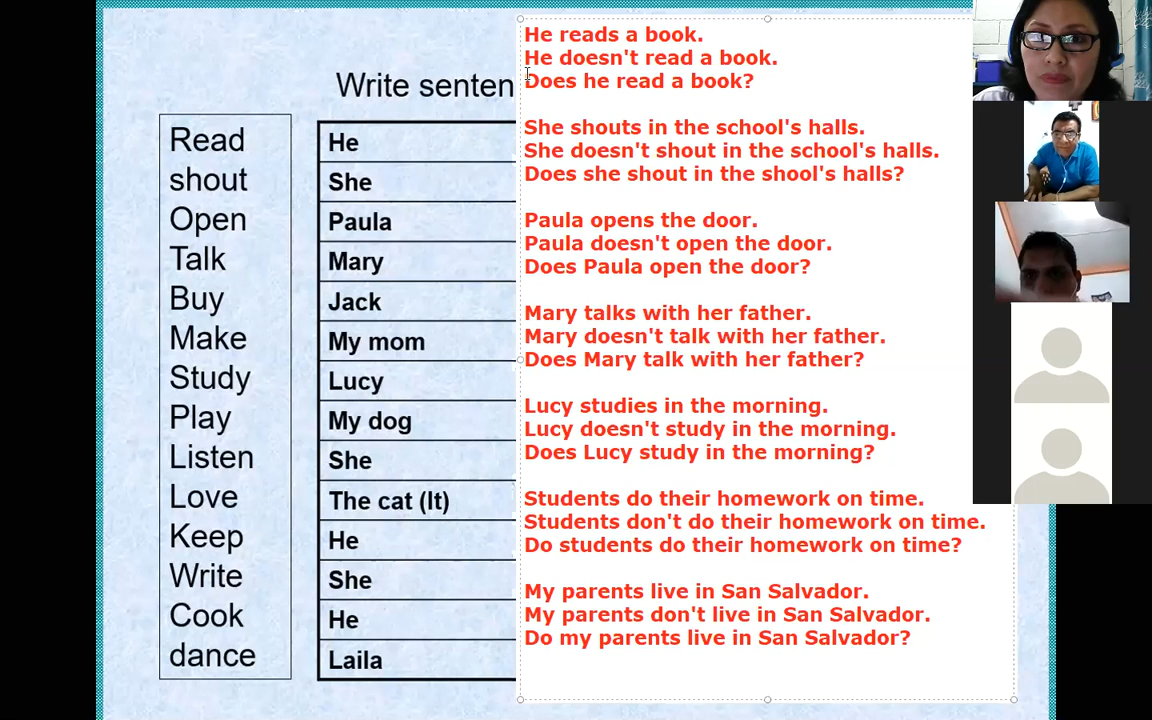 Write senten
Read
shout
Open
Talk
Buy
Make
Study
Play
Listen
Love
Keep
Write
Cook
dance
He
She
Paula
Mary
Jack
My mom
Lucy
My dog
She
The cat (It)
He
She
He
Laila
He reads a book.
He doesn't read a book.
Does he read a book?
She shouts in the school's halls.
She doesn't shout in the school's halls.
Does she shout in the shool's halls?
Paula opens the door.
Paula doesn't open the door.
Does Paula open the door?
Mary talks with her father.
Mary doesn't talk with her father.
Does Mary talk with her father?
Lucy studies in the morning.
Lucy doesn't study in the morning.
Does Lucy study in the morning?
Students do their homework on time.
Students don't do their homework on time.
Do students do their homework on time?
My parents live in San Salvador.
My parents don't live in San Salvador.
Do my parents live in San Salvador?